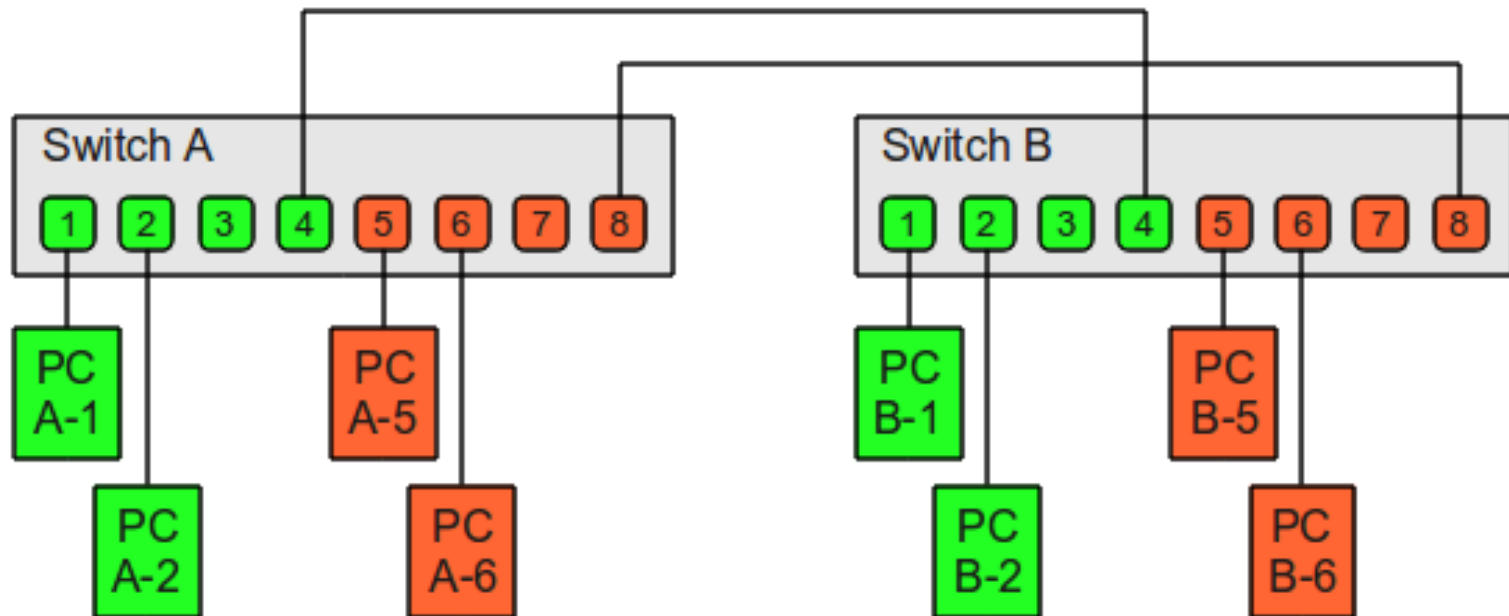 Switch A
1 2 3 4 5 6 7 8
PC
A-1
PC
A-2
PC
A-5
PC
A-6
Switch B
1 2 3 4 5 6 7 8
PC
B-1
PC
B-2
PC
B-5
PC
B-6